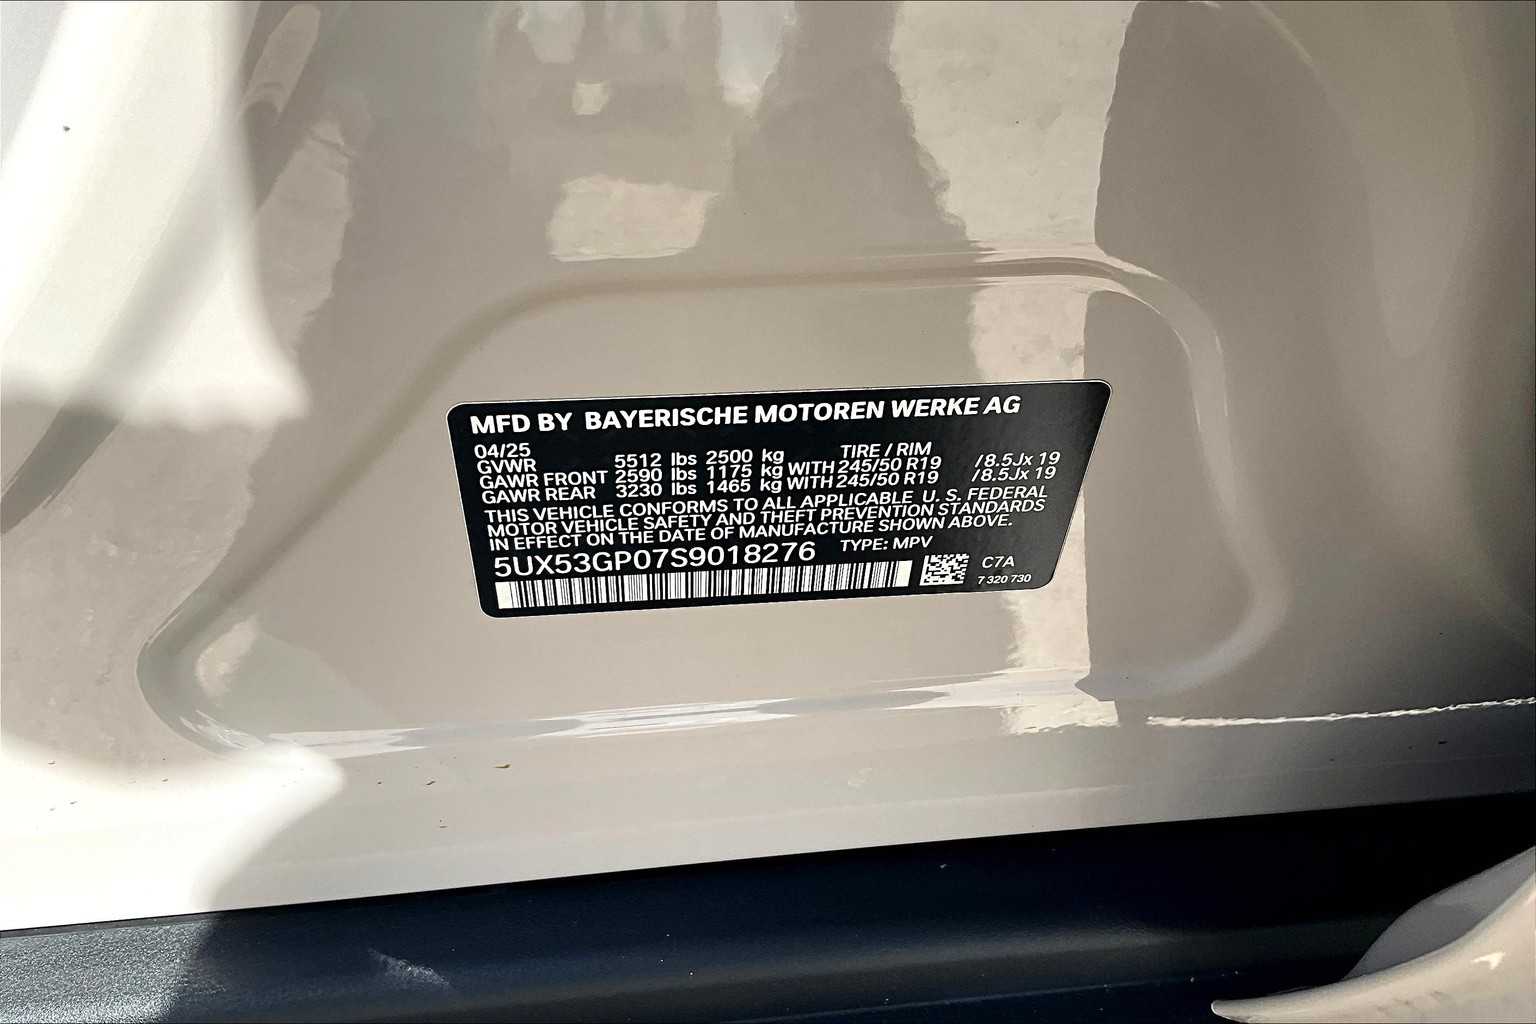 MFD BY BAYERISCHE MOTOREN WERKE AG
04/25 TIRE / RIM
GVWR 5512 lbs 2500 kg
GAWR FRONT 2590 lbs 1175 kg WITH 245/50 R19 /8.5Jx 19
GAWR REAR 3230 lbs 1465 kg WITH 245/50 R19 /8.5Jx 19
THIS VEHICLE CONFORMS TO ALL APPLICABLE U. S. FEDERAL
MOTOR VEHICLE SAFETY AND THEFT PREVENTION STANDARDS
IN EFFECT ON THE DATE OF MANUFACTURE SHOWN ABOVE.
5UX53GP07S9018276 TYPE: MPV
C7A
7 320 730